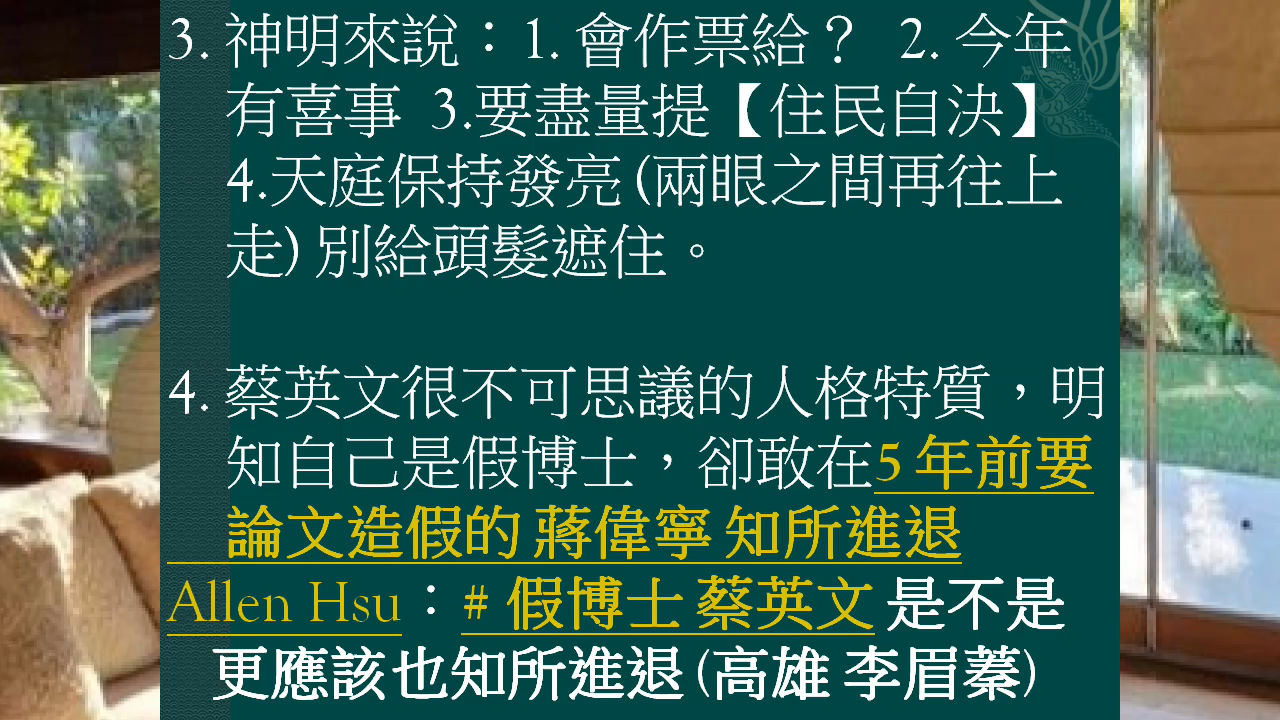 3. 神明來說：1. 會作票給？ 2. 今年
有喜事 3.要盡量提【住民自決】
4.天庭保持發亮 (兩眼之間再往上
走) 別給頭髮遮住。
4. 蔡英文很不可思議的人格特質，明
知自己是假博士，卻敢在5 年前要
論文造假的 蔣偉寧 知所進退
Allen Hsu：# 假博士 蔡英文 是不是
更應該也知所進退 (高雄 李眉蓁)